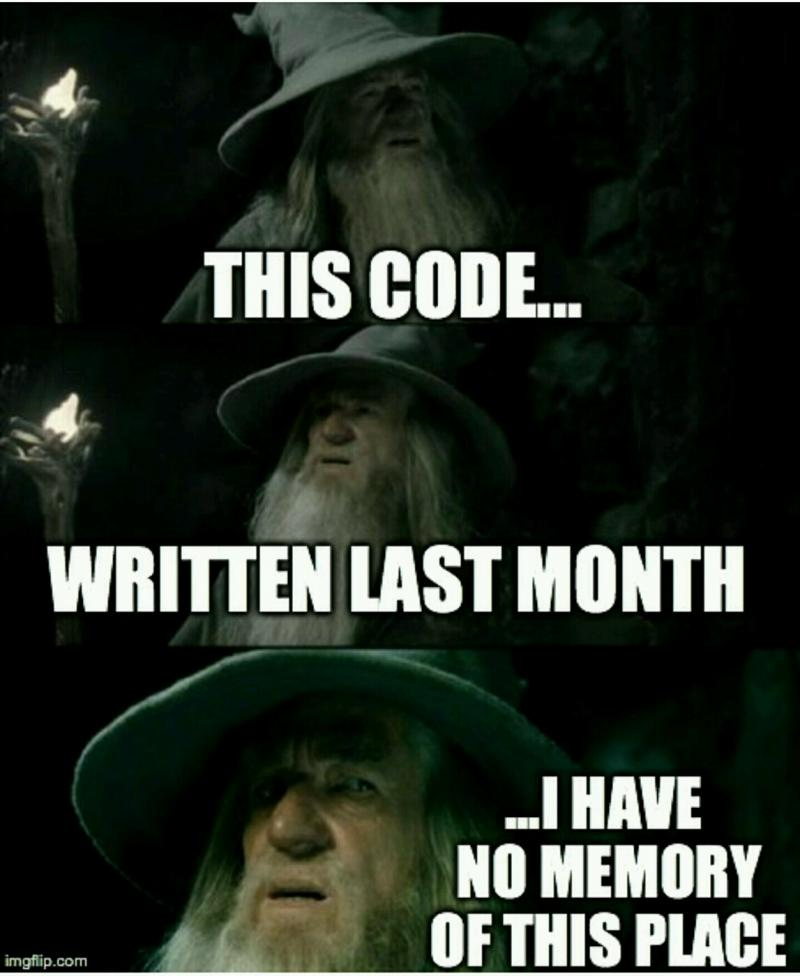 THIS CODE...
WRITTEN LAST MONTH
...I HAVE
NO MEMORY
OF THIS PLACE
imgflip.com